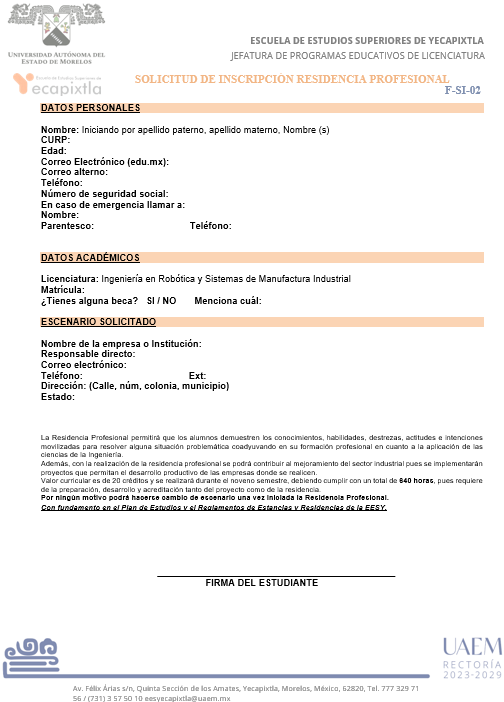 UNIVERSIDAD AUTÓNOMA DEL
ESTADO DE MORELOS
ESCUELA DE ESTUDIOS SUPERIORES DE YECAPIXTLA
JEFATURA DE PROGRAMAS EDUCATIVOS DE LICENCIATURA
Escuela de Estudios Superiores de
yecapixtla
SOLICITUD DE INSCRIPCIÓN RESIDENCIA PROFESIONAL
F-SI-02
DATOS PERSONALES
Nombre: Iniciando por apellido paterno, apellido materno, Nombre (s)
CURP:
Edad:
Correo Electrónico (edu.mx):
Correo alterno:
Teléfono:
Número de seguridad social:
En caso de emergencia llamar a:
Nombre:
Parentesco: Teléfono:
DATOS ACADÉMICOS
Licenciatura: Ingeniería en Robótica y Sistemas de Manufactura Industrial
Matrícula:
¿Tienes alguna beca? SI / NO Menciona cuál:
ESCENARIO SOLICITADO
Nombre de la empresa o Institución:
Responsable directo:
Correo electrónico:
Teléfono: Ext:
Dirección: (Calle, núm, colonia, municipio)
Estado:
La Residencia Profesional permitirá que los alumnos demuestren los conocimientos, habilidades, destrezas, actitudes e intenciones
movilizadas para resolver alguna situación problemática coadyuvando en su formación profesional en cuanto a la aplicación de las
ciencias de la Ingeniería.
Además, con la realización de la residencia profesional se podrá contribuir al mejoramiento del sector industrial pues se implementarán
proyectos que permitan el desarrollo productivo de las empresas donde se realicen.
Valor curricular es de 20 créditos y se realizará durante el noveno semestre, debiendo cumplir con un total de 640 horas, pues requiere
de la preparación, desarrollo y acreditación tanto del proyecto como de la residencia.
Por ningún motivo podrá hacerse cambio de escenario una vez iniciada la Residencia Profesional.
Con fundamento en el Plan de Estudios y el Reglamentos de Estancias y Residencias de la EESY.
FIRMA DEL ESTUDIANTE
UAEM
RECTORÍA
2023-2029
Av. Félix Árias s/n, Quinta Sección de los Amates, Yecapixtla, Morelos, México, 62820, Tel. 777 329 71
56 / (731) 3 57 50 10 eesyecapixtla@uaem.mx